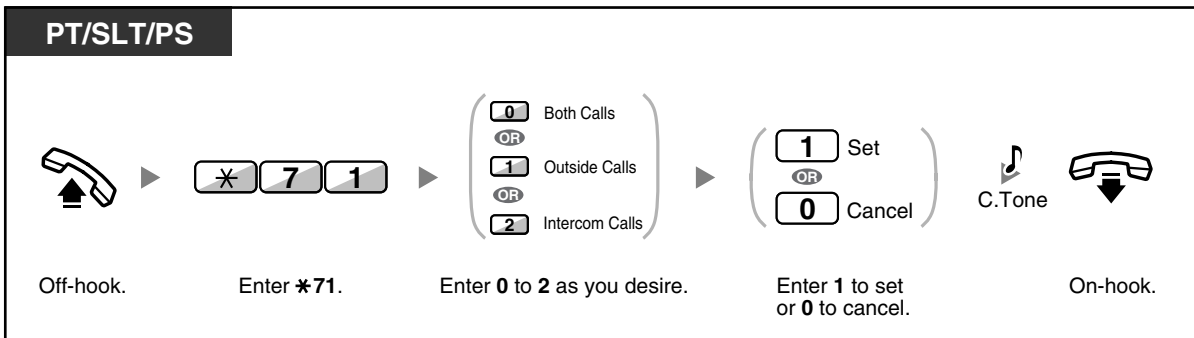 PT/SLT/PS
0 Both Calls
OR
1 Outside Calls
OR
2 Intercom Calls
1 Set
OR
0 Cancel
* 7 1
C.Tone
Off-hook.
Enter *71.
Enter 0 to 2 as you desire.
Enter 1 to set
or 0 to cancel.
On-hook.